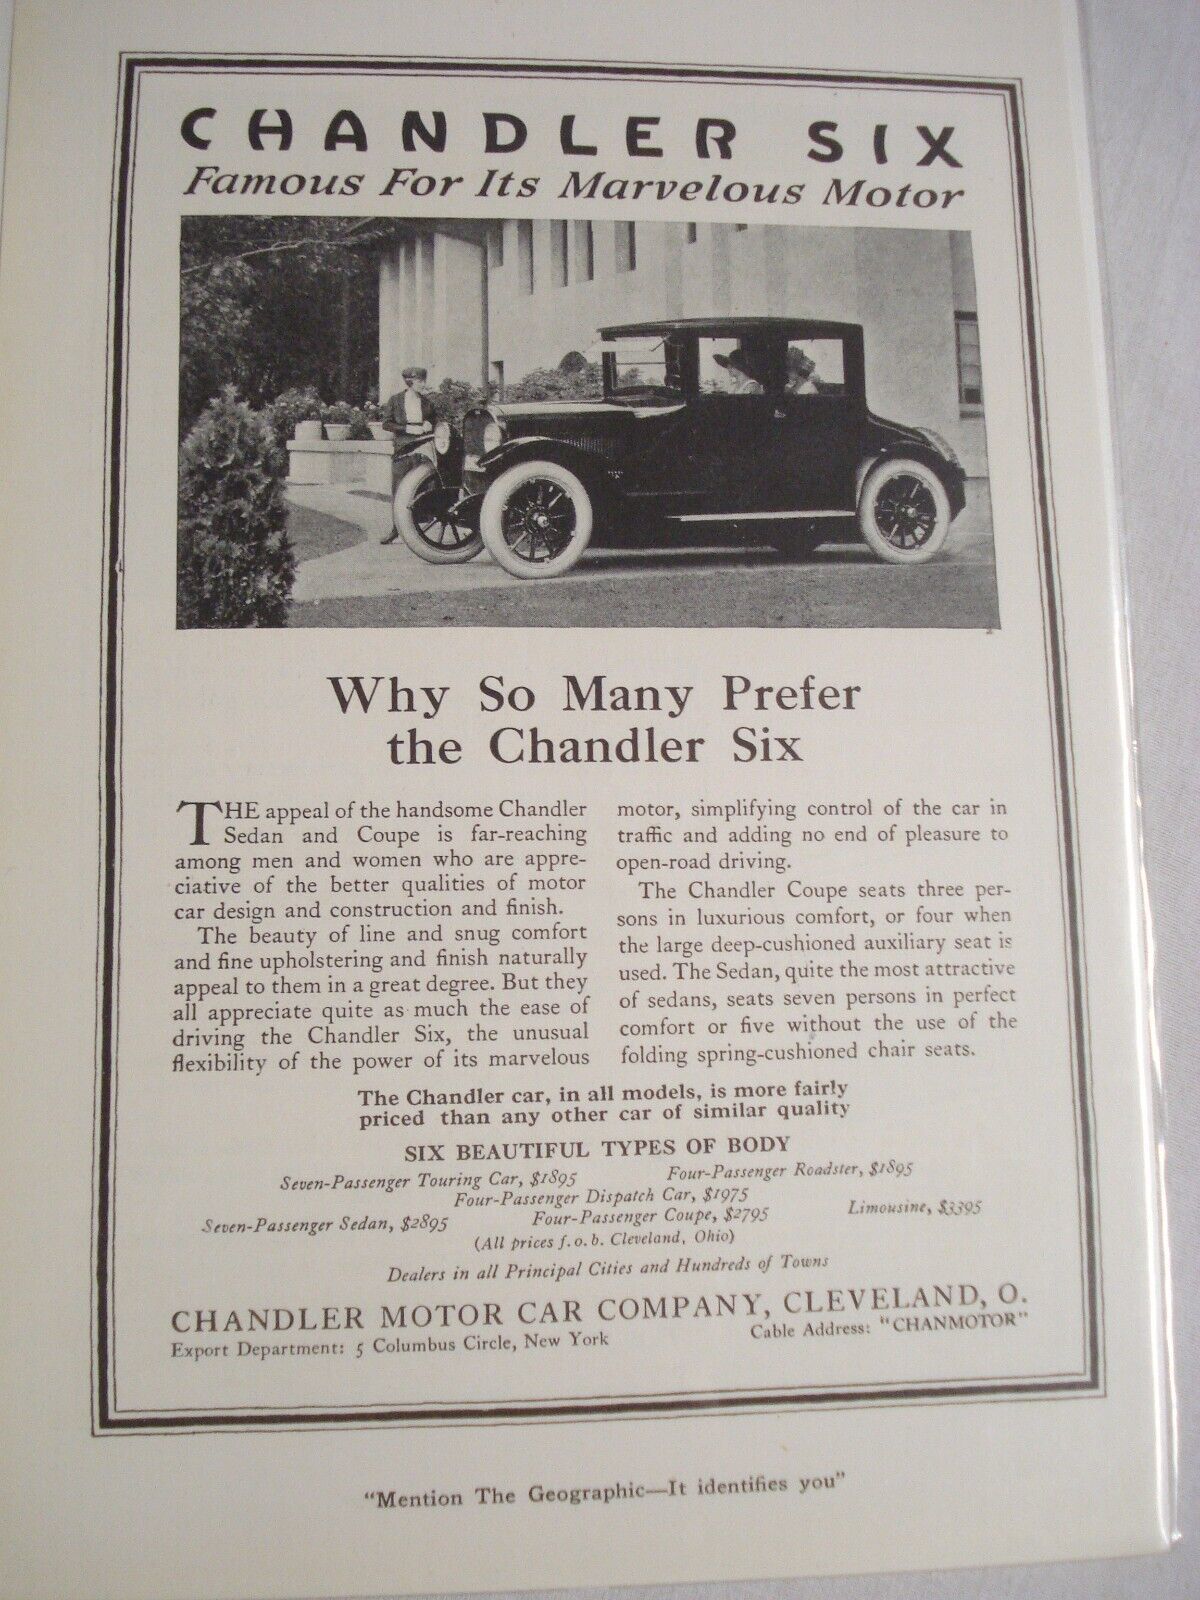 CHANDLER SIX
Famous For Its Marvelous Motor
Why So Many Prefer
the Chandler Six
THE appeal of the handsome Chandler
Sedan and Coupe is far-reaching
among men and women who are appre-
ciative of the better qualities of motor
car design and construction and finish.
The beauty of line and snug comfort
and fine upholstering and finish naturally
appeal to them in a great degree. But they
all appreciate quite as much the ease of
driving the Chandler Six, the unusual
flexibility of the power of its marvelous
motor, simplifying control of the car in
traffic and adding no end of pleasure to
open-road driving.
The Chandler Coupe seats three per-
sons in luxurious comfort, or four when
the large deep-cushioned auxiliary seat is
used. The Sedan, quite the most attractive
of sedans, seats seven persons in perfect
comfort or five without the use of the
folding spring-cushioned chair seats.
The Chandler car, in all models, is more fairly
priced than any other car of similar quality
SIX BEAUTIFUL TYPES OF BODY
Seven-Passenger Touring Car, $1895 Four-Passenger Roadster, $1895
Four-Passenger Dispatch Car, $1975
Seven-Passenger Sedan, $2895 Four-Passenger Coupe, $2795 Limousine, $3395
(All prices f.o.b. Cleveland, Ohio)
Dealers in all Principal Cities and Hundreds of Towns
CHANDLER MOTOR CAR COMPANY, CLEVELAND, O.
Export Department: 5 Columbus Circle, New York Cable Address: "CHANMOTOR"
"Mention The Geographic—It identifies you"